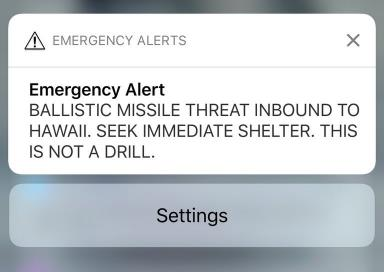 EMERGENCY ALERTS
Emergency Alert
BALLISTIC MISSILE THREAT INBOUND TO
HAWAII. SEEK IMMEDIATE SHELTER. THIS
IS NOT A DRILL.
Settings